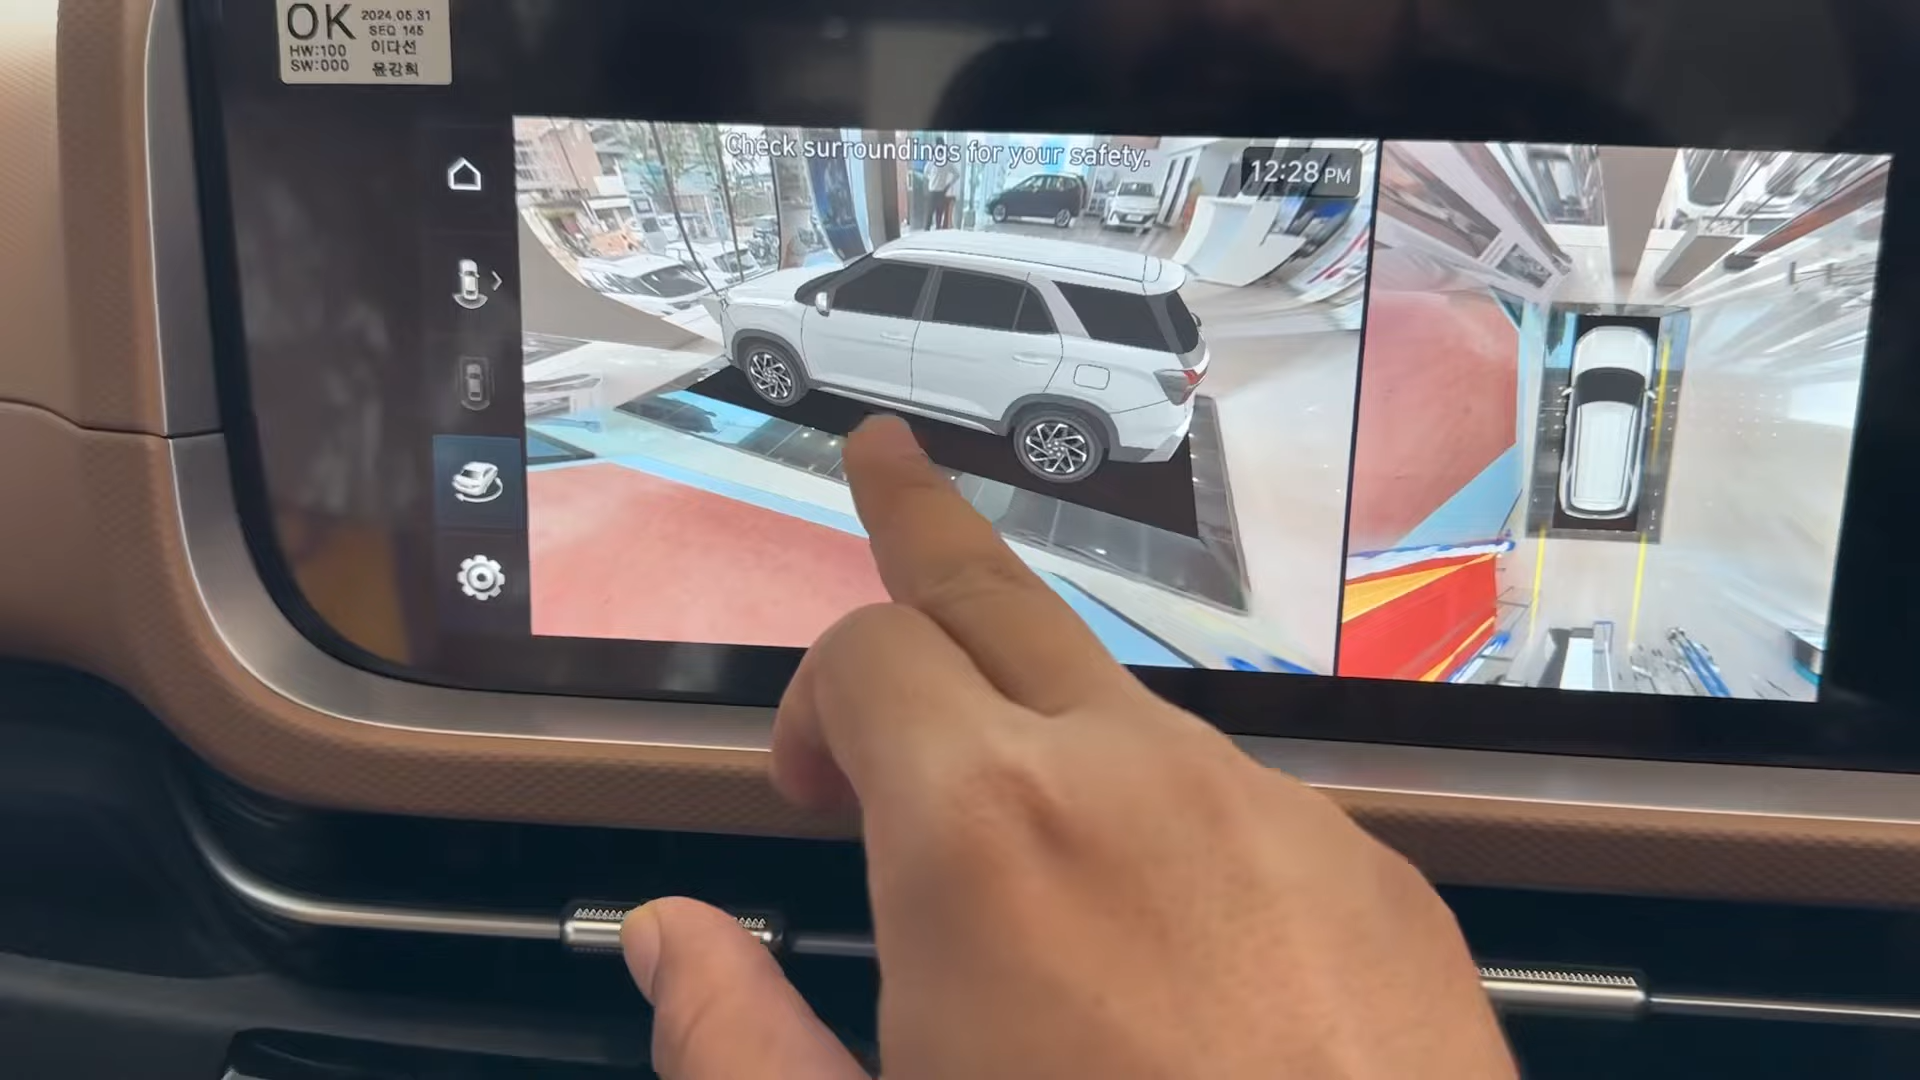 OK 2024.05.31
SEQ 145
HW:100 이다선
SW:000 윤강희
Check surroundings for your safety.
12:28 PM